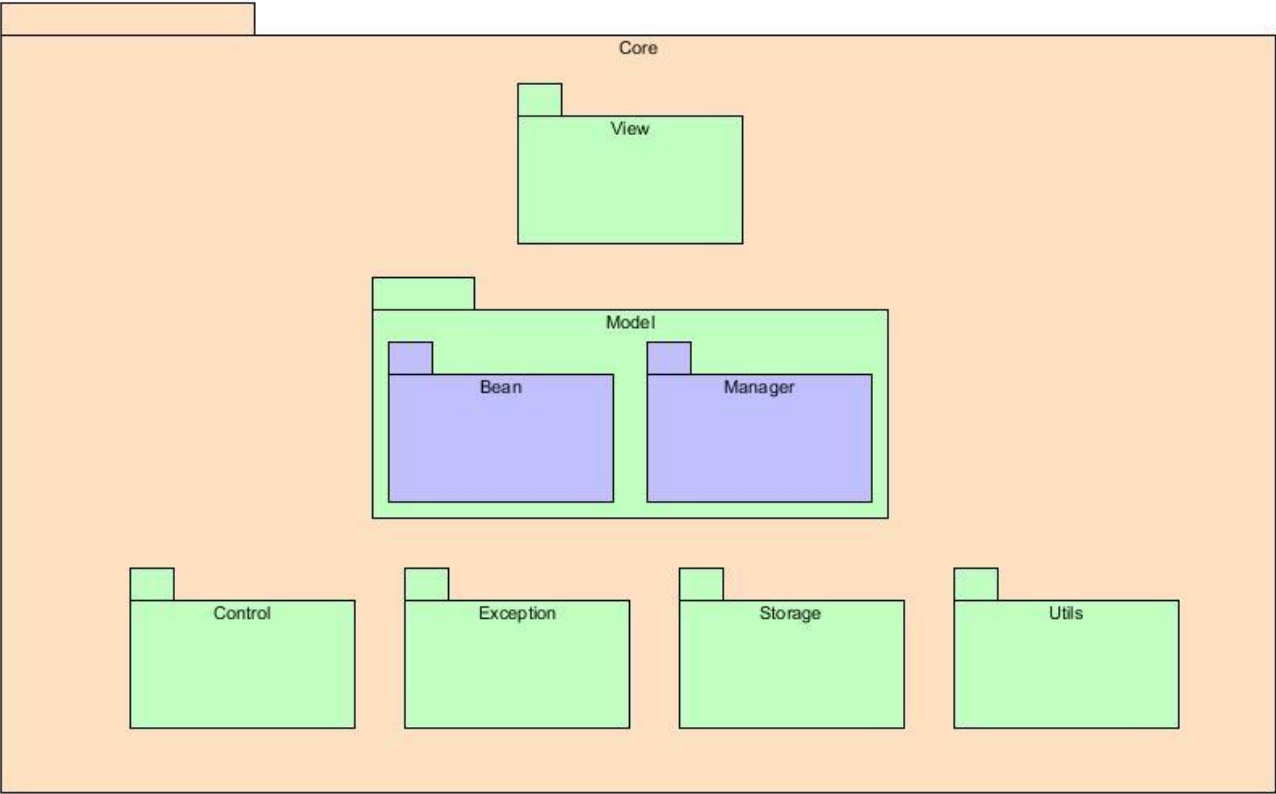 Core
View
Model
Bean
Manager
Control
Exception
Storage
Utils